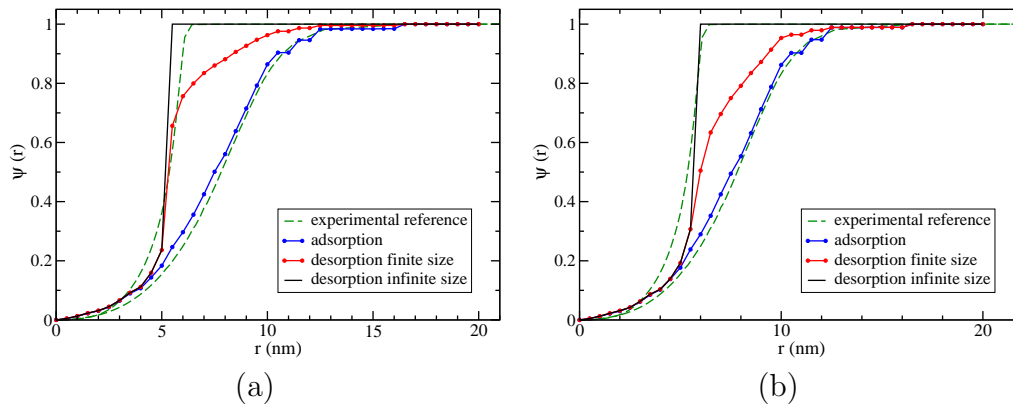 1
0.8
0.6
0.4
0.2
0
ψ (r)
0 5 10 15 20
r (nm)
experimental reference
adsorption
desorption finite size
desorption infinite size
(a)
1
0.8
0.6
0.4
0.2
0
ψ (r)
0 10 20
r (nm)
experimental reference
adsorption
desorption finite size
desorption infinite size
(b)